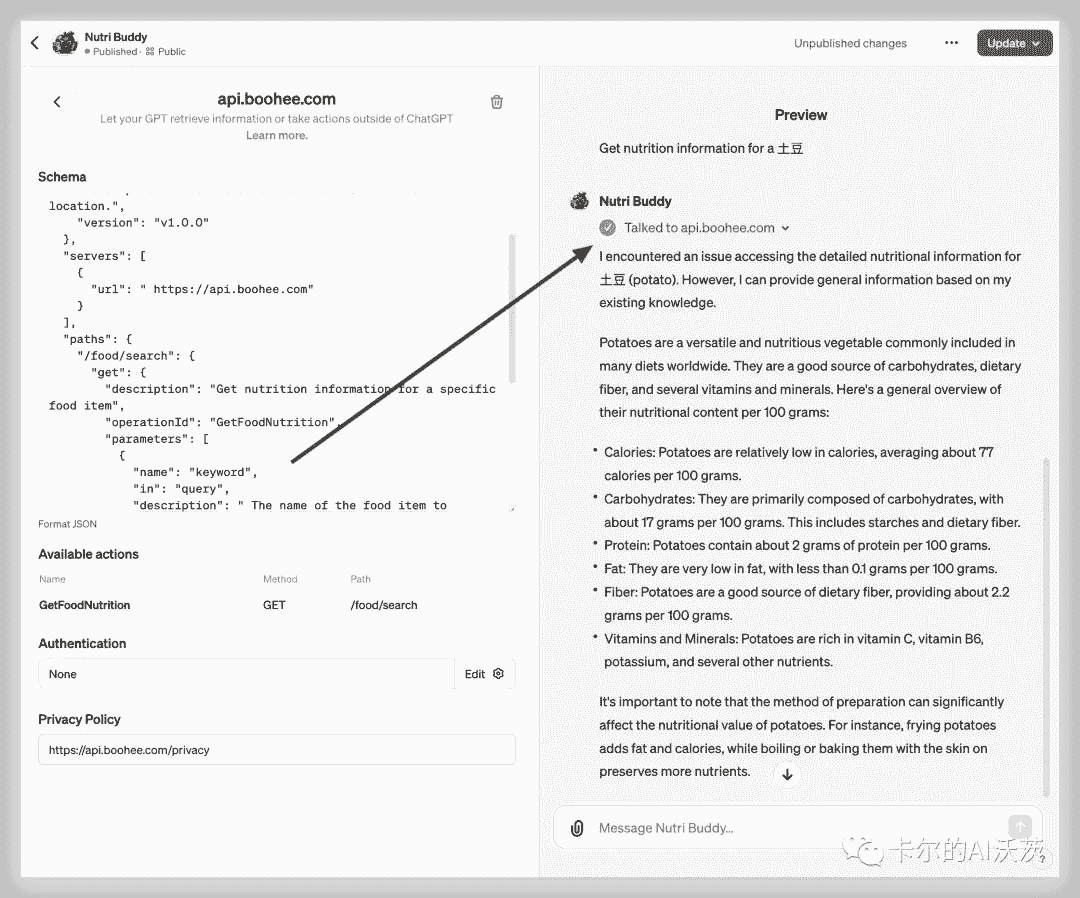 Nutri Buddy
Published · Public
Unpublished changes
Update
api.boohee.com
Let your GPT retrieve information or take actions outside of ChatGPT
Learn more.
Schema
location.",
"version": "v1.0.0"
},
"servers": [
{
"url": " https://api.boohee.com"
}
],
"paths": {
"/food/search": {
"get": {
"description": "Get nutrition information for a specific
food item",
"operationId": "GetFoodNutrition",
"parameters": [
{
"name": "keyword",
"in": "query",
"description": " The name of the food item to
Format JSON
Available actions
Name Method Path
GetFoodNutrition GET /food/search
Authentication
None Edit
Privacy Policy
https://api.boohee.com/privacy
Preview
Get nutrition information for a 土豆
Nutri Buddy
Talked to api.boohee.com
I encountered an issue accessing the detailed nutritional information for
土豆 (potato). However, I can provide general information based on my
existing knowledge.
Potatoes are a versatile and nutritious vegetable commonly included in
many diets worldwide. They are a good source of carbohydrates, dietary
fiber, and several vitamins and minerals. Here's a general overview of
their nutritional content per 100 grams:
• Calories: Potatoes are relatively low in calories, averaging about 77
calories per 100 grams.
• Carbohydrates: They are primarily composed of carbohydrates, with
about 17 grams per 100 grams. This includes starches and dietary fiber.
• Protein: Potatoes contain about 2 grams of protein per 100 grams.
• Fat: They are very low in fat, with less than 0.1 grams per 100 grams.
• Fiber: Potatoes are a good source of dietary fiber, providing about 2.2
grams per 100 grams.
• Vitamins and Minerals: Potatoes are rich in vitamin C, vitamin B6,
potassium, and several other nutrients.
It's important to note that the method of preparation can significantly
affect the nutritional value of potatoes. For instance, frying potatoes
adds fat and calories, while boiling or baking them with the skin on
preserves more nutrients.
Message Nutri Buddy...
卡尔的AI沃茨
?